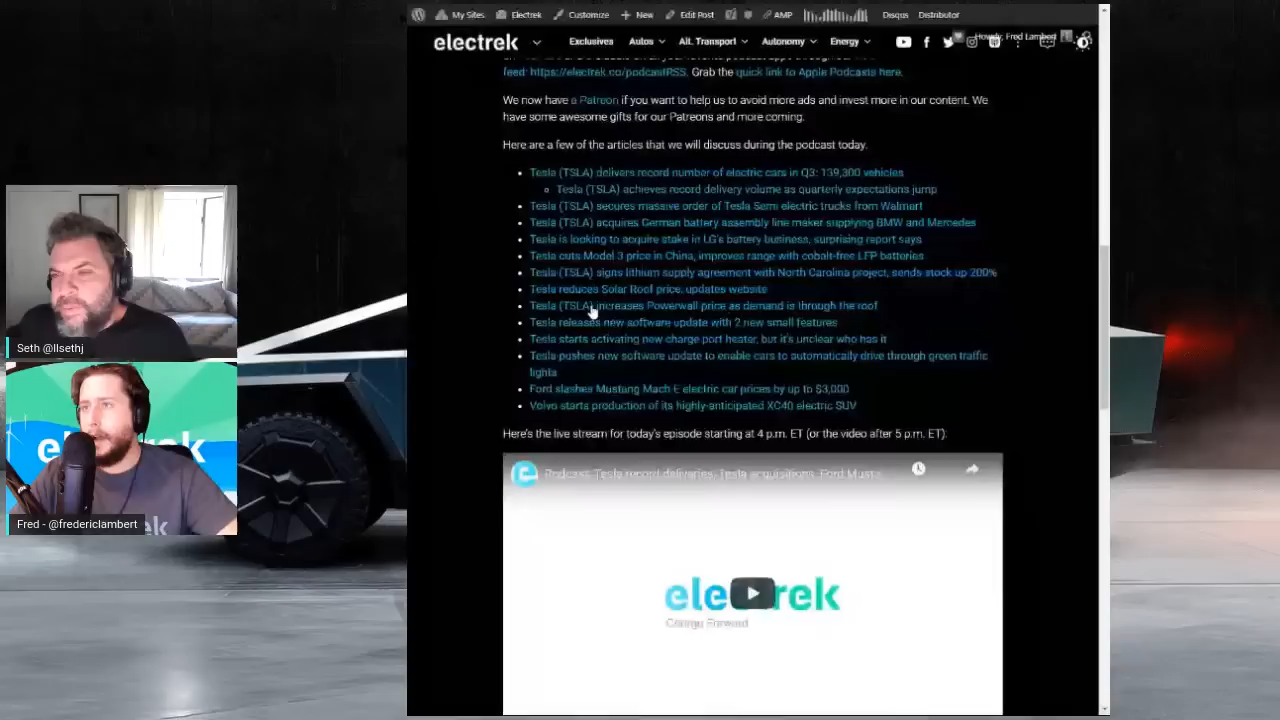 My Sites
Electrek
Customize
New
Edit Post
AMP
Disqus
Distributor
electrek
Exclusives
Autos
Alt. Transport
Autonomy
Energy
Howdy, Fred Lambert
feed: https://electrek.co/podcastRSS. Grab the quick link to Apple Podcasts here.
We now have a Patreon if you want to help us to avoid more ads and invest more in our content. We
have some awesome gifts for our Patreons and more coming.
Here are a few of the articles that we will discuss during the podcast today.
Tesla (TSLA) delivers record number of electric cars in Q3: 139,300 vehicles
Tesla (TSLA) achieves record delivery volume as quarterly expectations jump
Tesla (TSLA) secures massive order of Tesla Semi electric trucks from Walmart
Tesla (TSLA) acquires German battery assembly line maker supplying BMW and Mercedes
Tesla is looking to acquire stake in LG's battery business, surprising report says
Tesla cuts Model 3 price in China, improves range with cobalt-free LFP batteries
Tesla (TSLA) signs lithium supply agreement with North Carolina project, sends stock up 200%
Tesla reduces Solar Roof price, updates website
Tesla (TSLA) increases Powerwall price as demand is through the roof
Tesla releases new software update with 2 new small features
Tesla starts activating new charge port heater, but it's unclear who has it
Tesla pushes new software update to enable cars to automatically drive through green traffic
lights
Ford slashes Mustang Mach E electric car prices by up to $3,000
Volvo starts production of its highly-anticipated XC40 electric SUV
Here's the live stream for today's episode starting at 4 p.m. ET (or the video after 5 p.m. ET):
Podcast: Tesla record deliveries, Tesla acquisitions, Ford Musta
electrek
Seth @llsethj
Fred - @fredericlambert